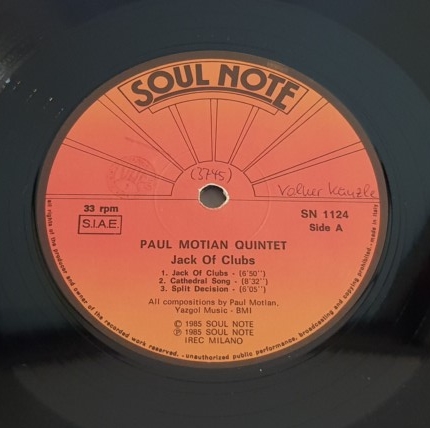 SOUL NOTE
(3745)
Volker Kunzle
33 rpm
S.I.A.E.
SN 1124
Side A
PAUL MOTIAN QUINTET
Jack Of Clubs
1. Jack Of Clubs - (6'50'')
2. Cathedral Song - (8'32'')
3. Split Decision - (6'05'')
All compositions by Paul Motian,
Yazgol Music - BMI
© 1985 SOUL NOTE
℗ 1985 SOUL NOTE
IREC MILANO
all rights of the producer and owner of the recorded work reserved. - unauthorized public performance, broadcasting and copying prohibited. - made in italy